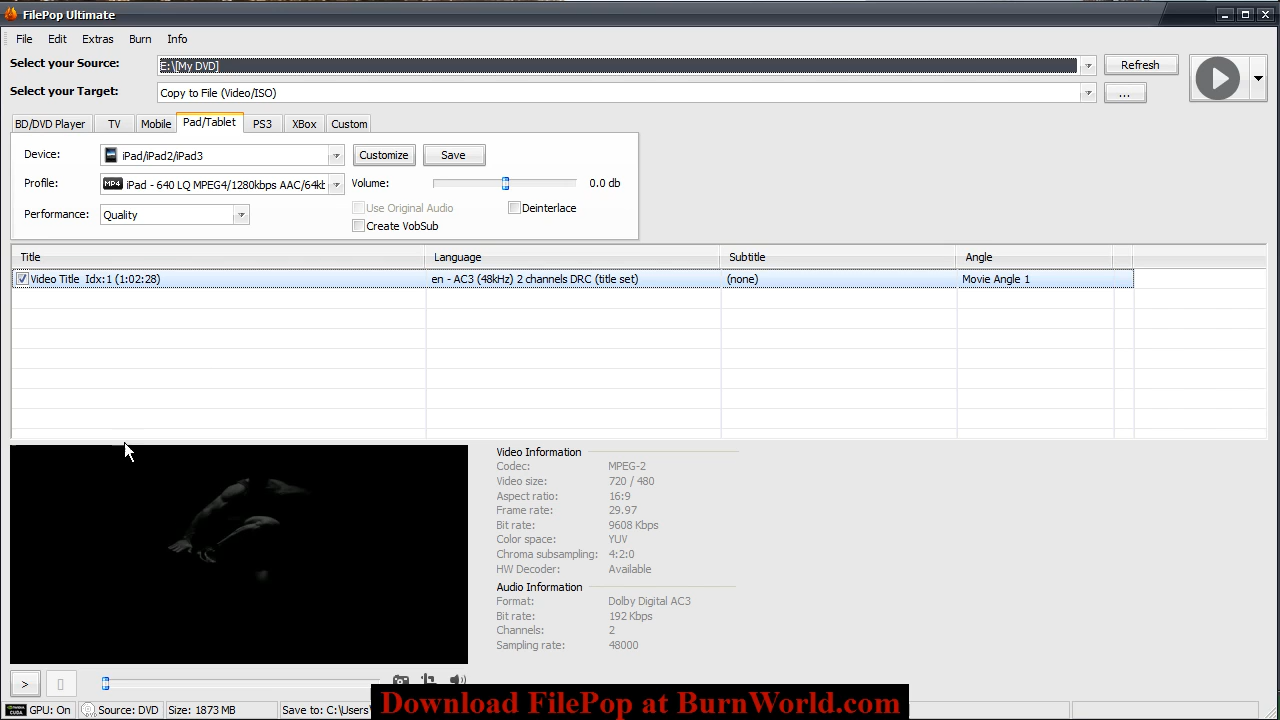 FilePop Ultimate
File Edit Extras Burn Info
Select your Source: E:\[My DVD] Refresh
Select your Target: Copy to File (Video/ISO) ...
BD/DVD Player TV Mobile Pad/Tablet PS3 XBox Custom
Device: iPad/iPad2/iPad3 Customize Save
Profile: MP4 iPad - 640 LQ MPEG4/1280kbps AAC/64kb Volume: 0.0 db
Performance: Quality Use Original Audio Deinterlace
Create VobSub
Title Language Subtitle Angle
Video Title Idx:1 (1:02:28) en - AC3 (48kHz) 2 channels DRC (title set) (none) Movie Angle 1
Video Information
Codec: MPEG-2
Video size: 720 / 480
Aspect ratio: 16:9
Frame rate: 29.97
Bit rate: 9608 Kbps
Color space: YUV
Chroma subsampling: 4:2:0
HW Decoder: Available
Audio Information
Format: Dolby Digital AC3
Bit rate: 192 Kbps
Channels: 2
Sampling rate: 48000
>
GPU: On Source: DVD Size: 1873 MB Save to: C:\Users\
Download FilePop at BurnWorld.com